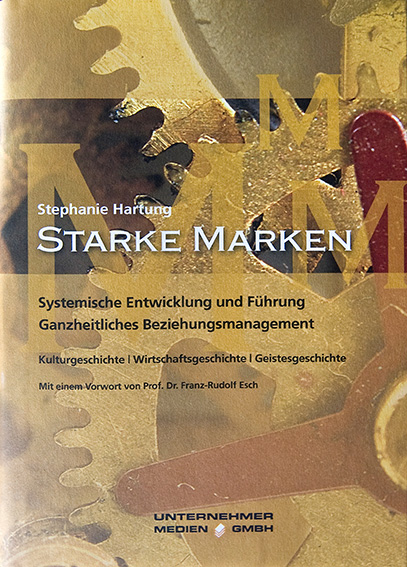 M
M
M
M
Stephanie Hartung
STARKE MARKEN
Systemische Entwicklung und Führung
Ganzheitliches Beziehungsmanagement
Kulturgeschichte | Wirtschaftsgeschichte | Geistesgeschichte
Mit einem Vorwort von Prof. Dr. Franz-Rudolf Esch
UNTERNEHMER
MEDIEN GMBH